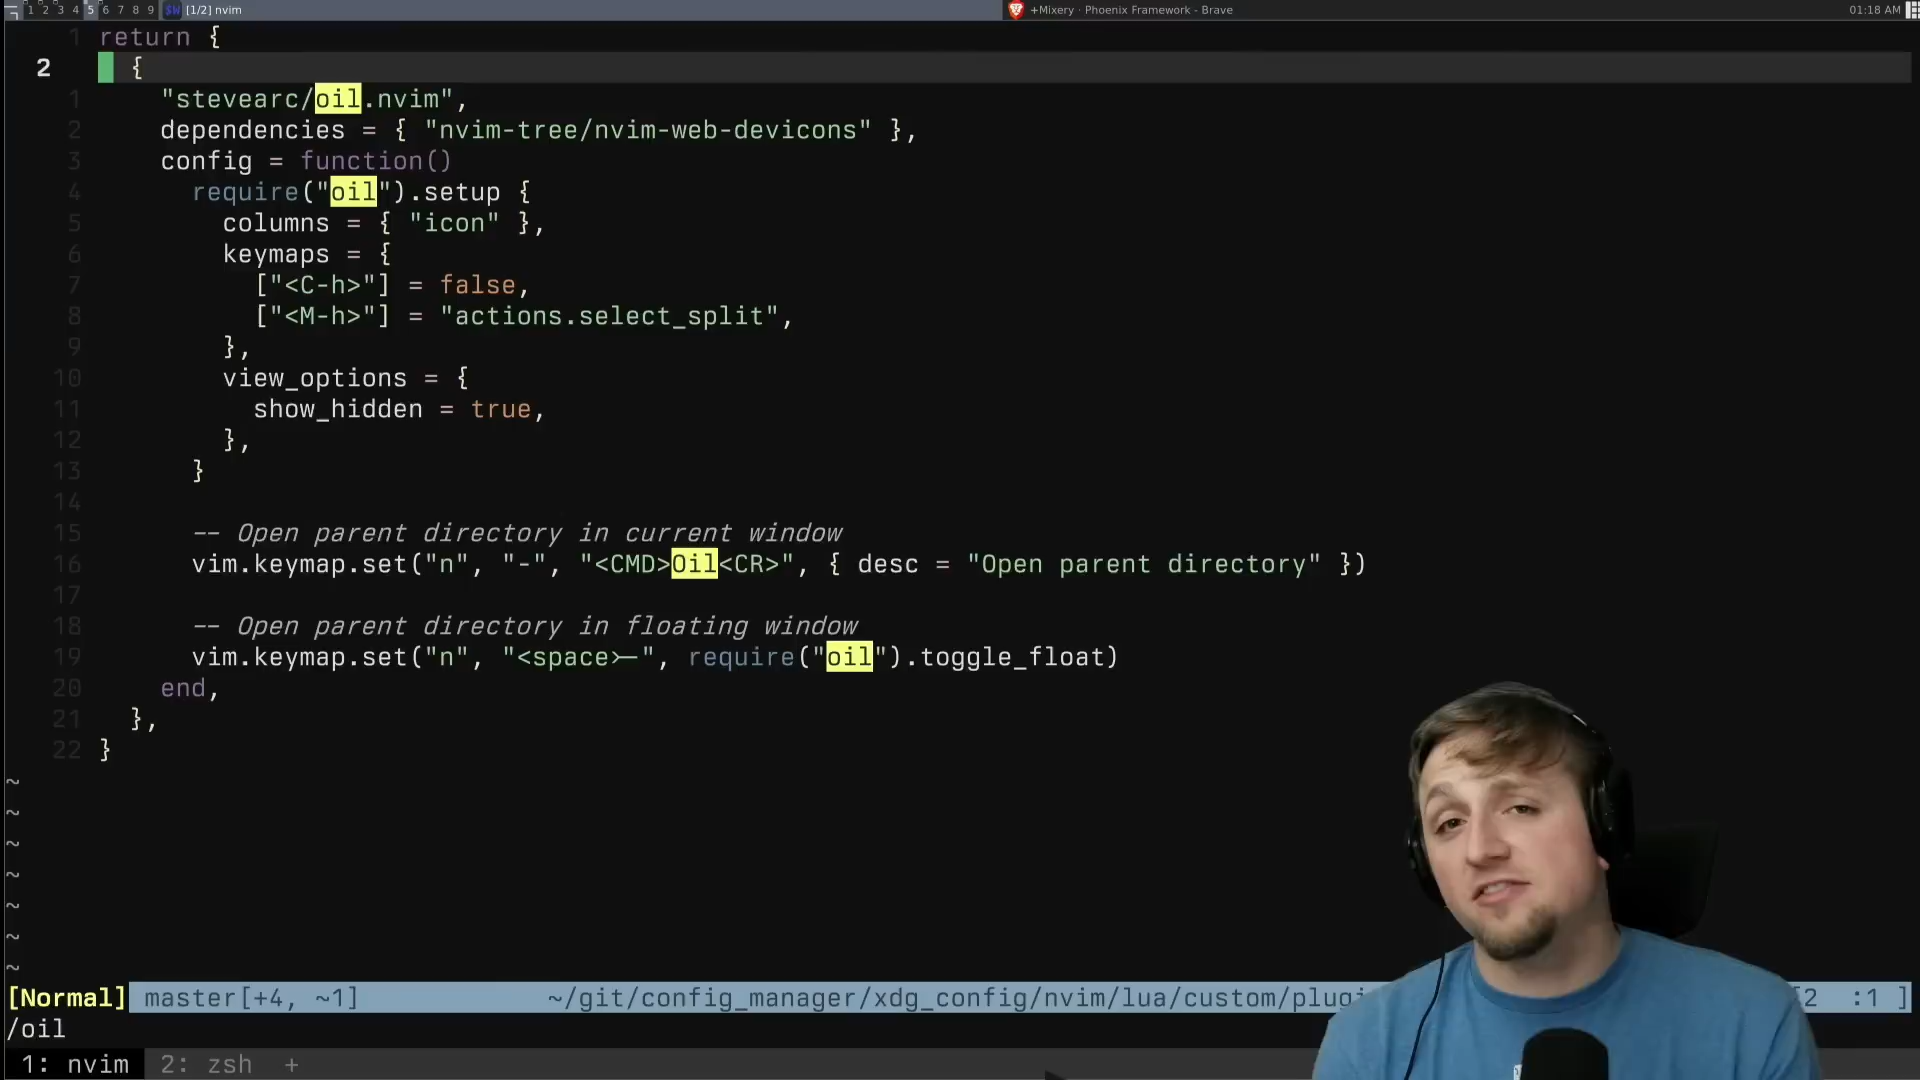 1 2 3 4 5 6 7 8 9 $W [1/2] nvim +Mixery · Phoenix Framework - Brave 01:18 AM
1 return {
2 {
1 "stevearc/oil.nvim",
2 dependencies = { "nvim-tree/nvim-web-devicons" },
3 config = function()
4 require("oil").setup {
5 columns = { "icon" },
6 keymaps = {
7 ["<C-h>"] = false,
8 ["<M-h>"] = "actions.select_split",
9 },
10 view_options = {
11 show_hidden = true,
12 },
13 }
14
15 -- Open parent directory in current window
16 vim.keymap.set("n", "-", "<CMD>Oil<CR>", { desc = "Open parent directory" })
17
18 -- Open parent directory in floating window
19 vim.keymap.set("n", "<space>-", require("oil").toggle_float)
20 end,
21 },
22 }
~
~
~
~
~
~
~
[Normal] master[+4, ~1] ~/git/config_manager/xdg_config/nvim/lua/custom/plugi [2 :1 ]
/oil
1: nvim 2: zsh +